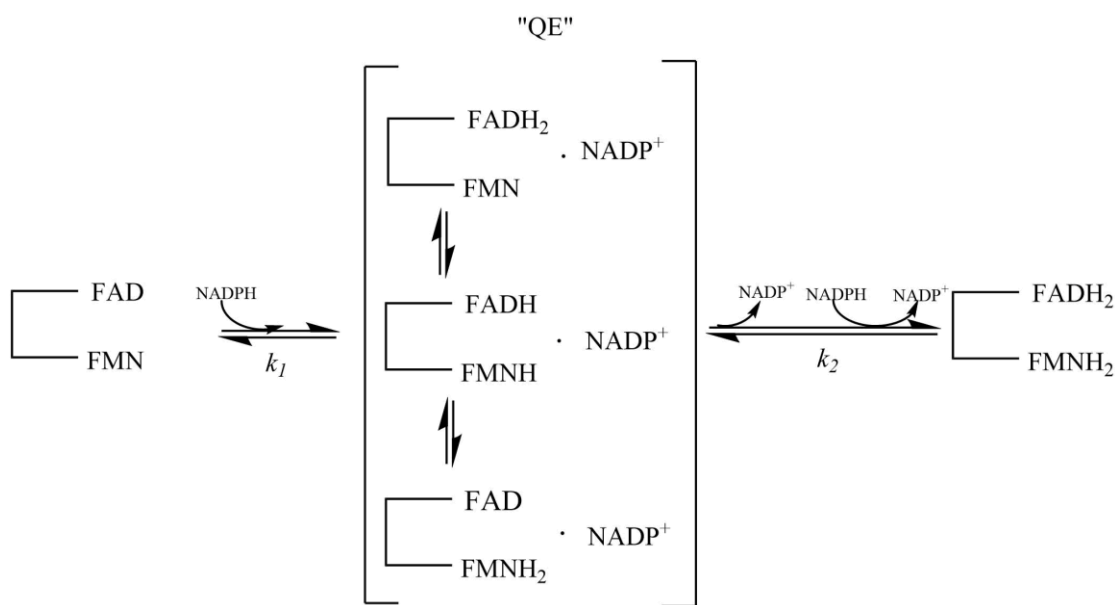 "QE"
FADH₂
· NADP⁺
FMN
FAD
NADPH
FMN
k₁
FADH
· NADP⁺
FMNH
NADP⁺ NADPH NADP⁺
k₂
FADH₂
FMNH₂
FAD
· NADP⁺
FMNH₂